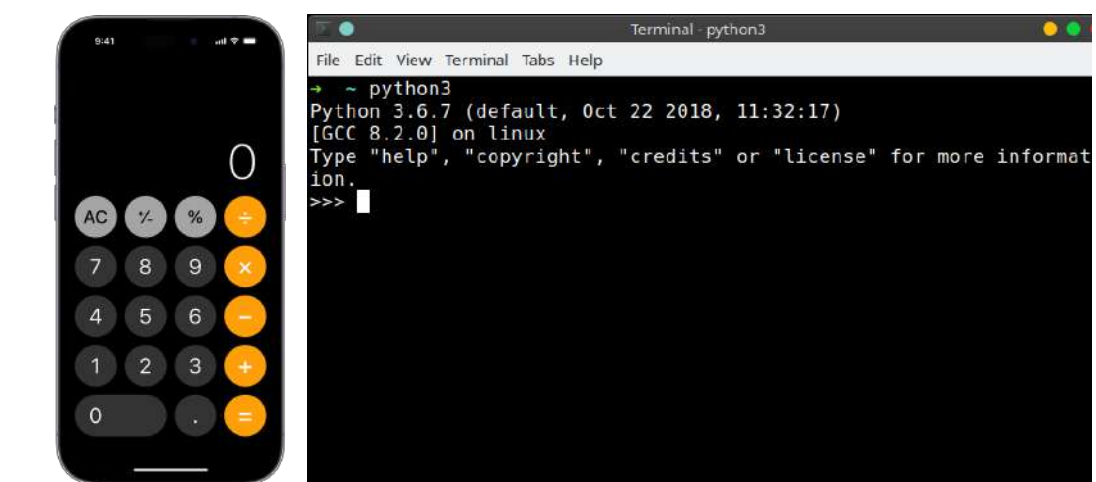 9:41
0
AC +/- % ÷
7 8 9 ×
4 5 6 −
1 2 3 +
0 . =
Terminal - python3
File Edit View Terminal Tabs Help
→ ~ python3
Python 3.6.7 (default, Oct 22 2018, 11:32:17)
[GCC 8.2.0] on linux
Type "help", "copyright", "credits" or "license" for more informat
ion.
>>>